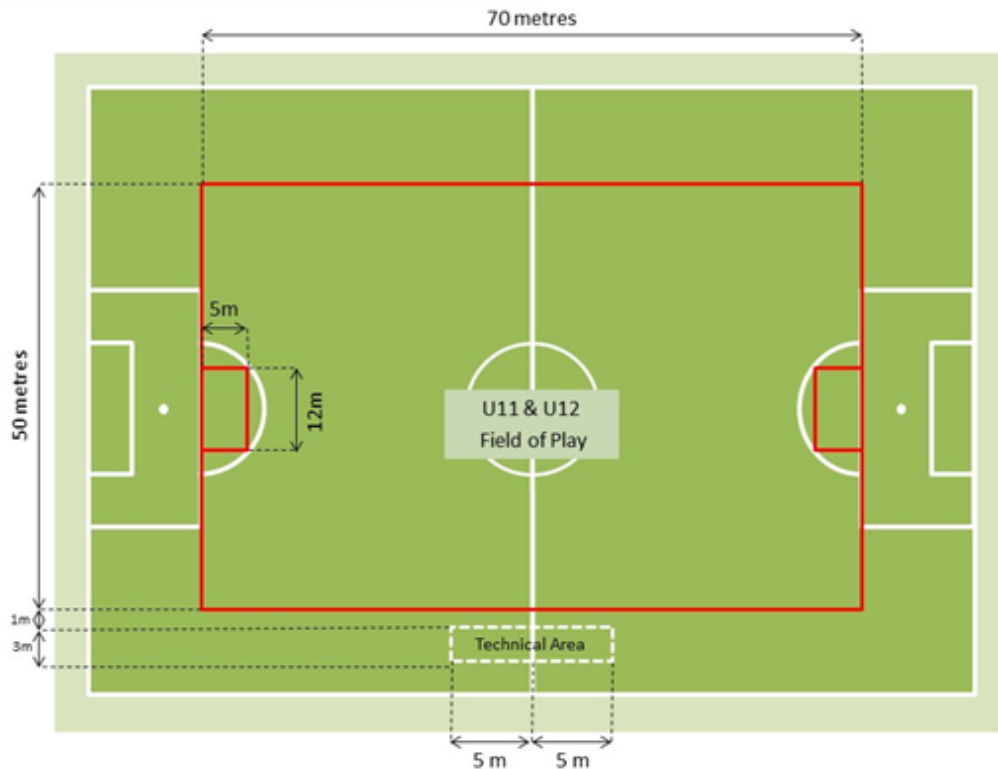 70 metres
5m
50 metres
12m
U11 & U12
Field of Play
1m
3m
Technical Area
5 m
5 m